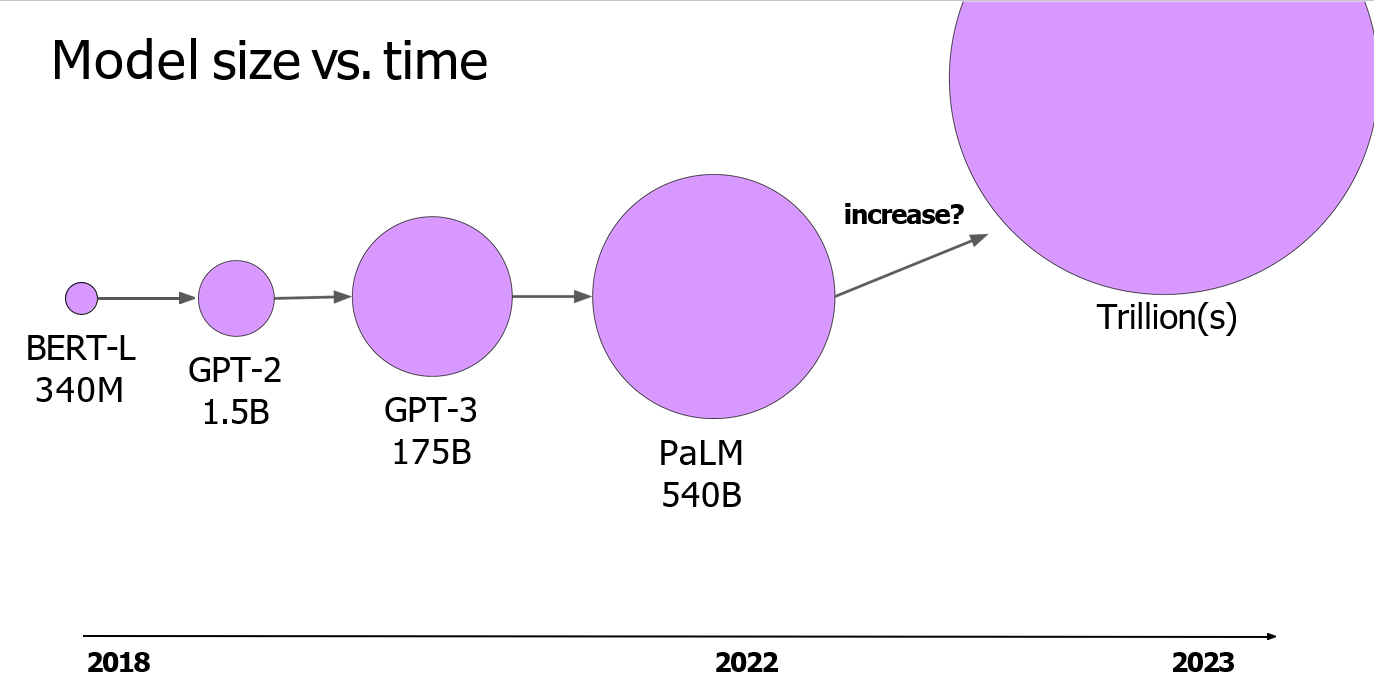 Model size vs. time
increase?
Trillion(s)
BERT-L
340M
GPT-2
1.5B
GPT-3
175B
PaLM
540B
2018
2022
2023